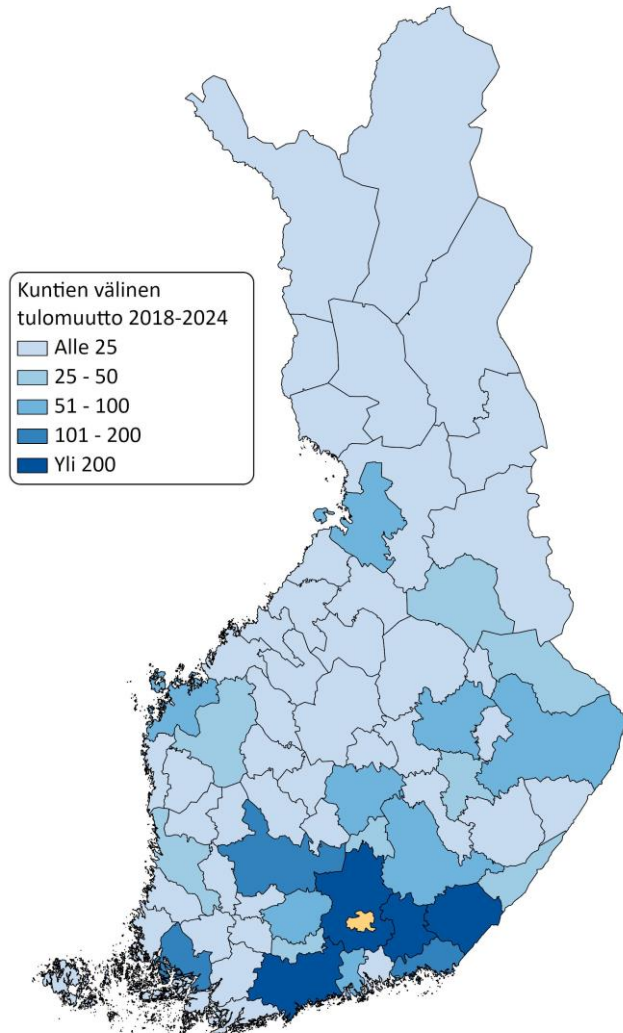 Kuntien välinen
tulomuutto 2018-2024
Alle 25
25 - 50
51 - 100
101 - 200
Yli 200